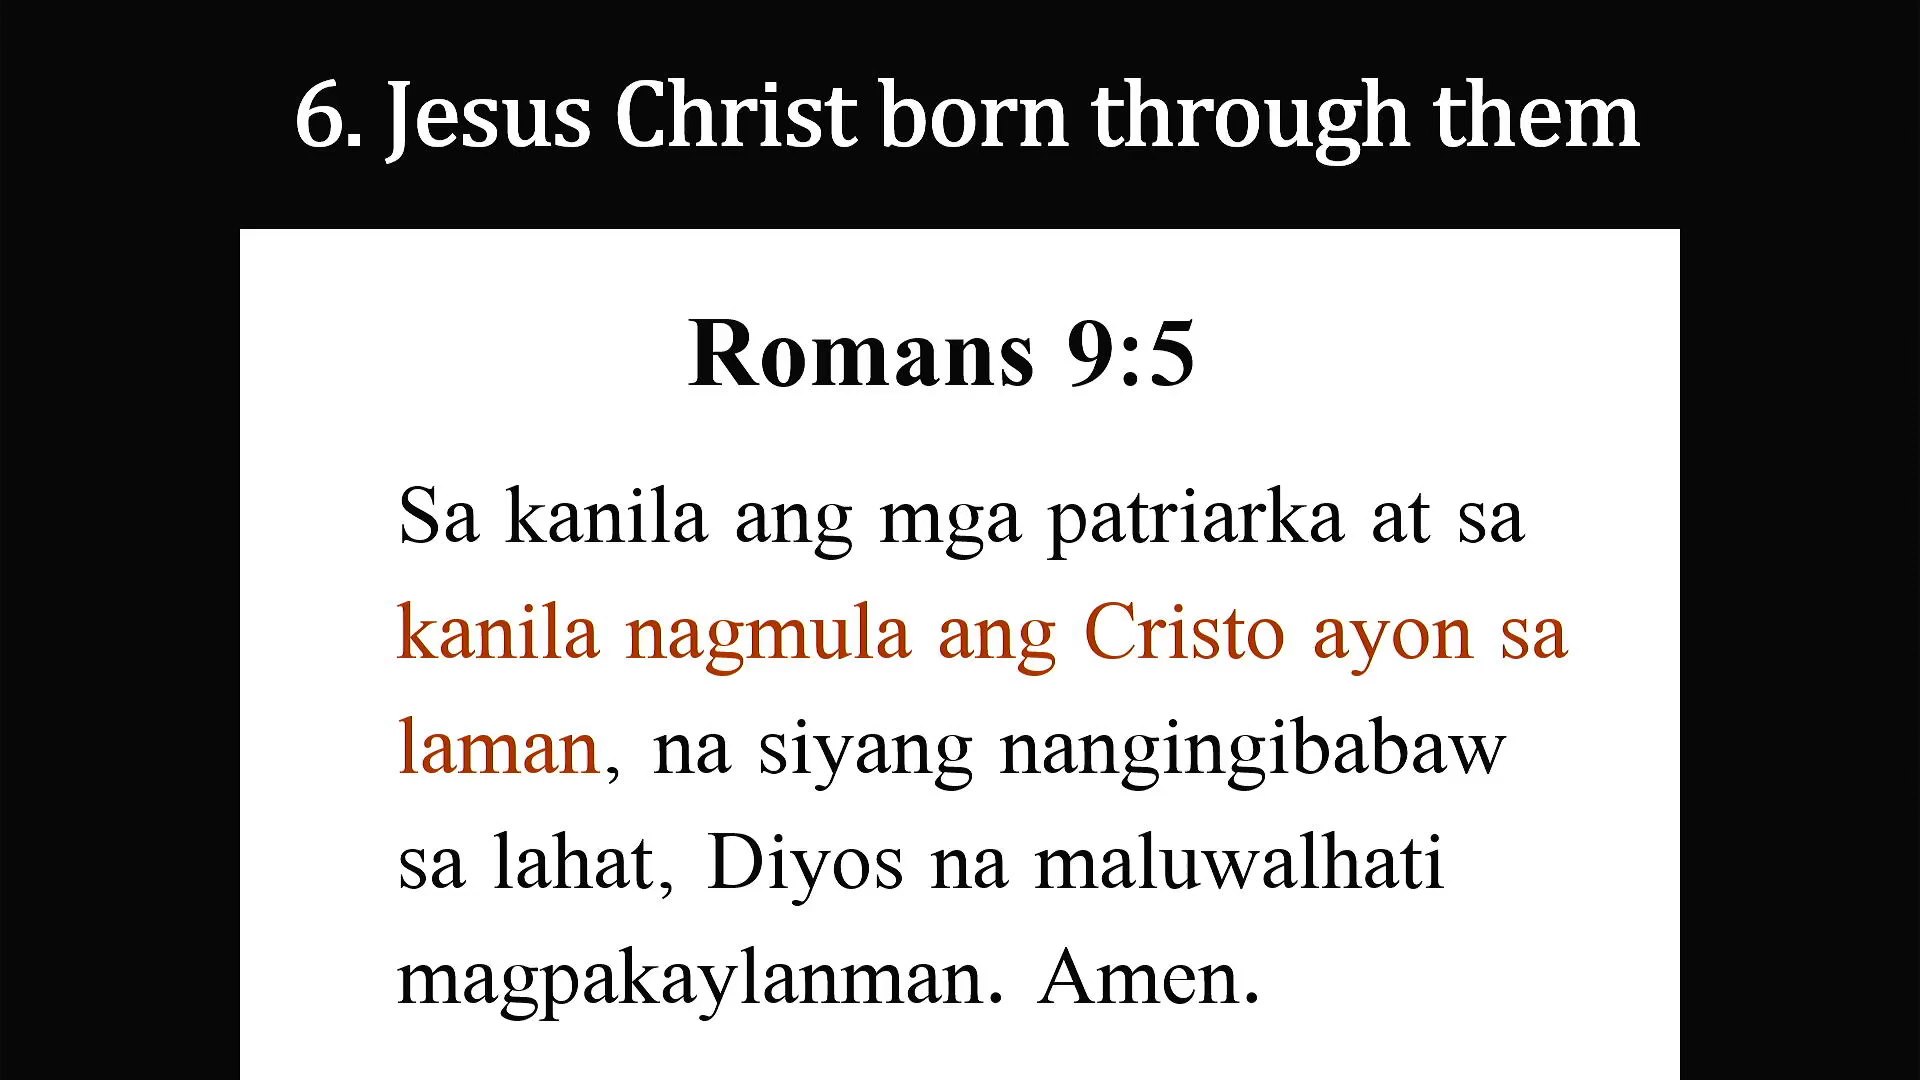 6. Jesus Christ born through them
Romans 9:5
Sa kanila ang mga patriarka at sa
kanila nagmula ang Cristo ayon sa
laman, na siyang nangingibabaw
sa lahat, Diyos na maluwalhati
magpakaylanman. Amen.